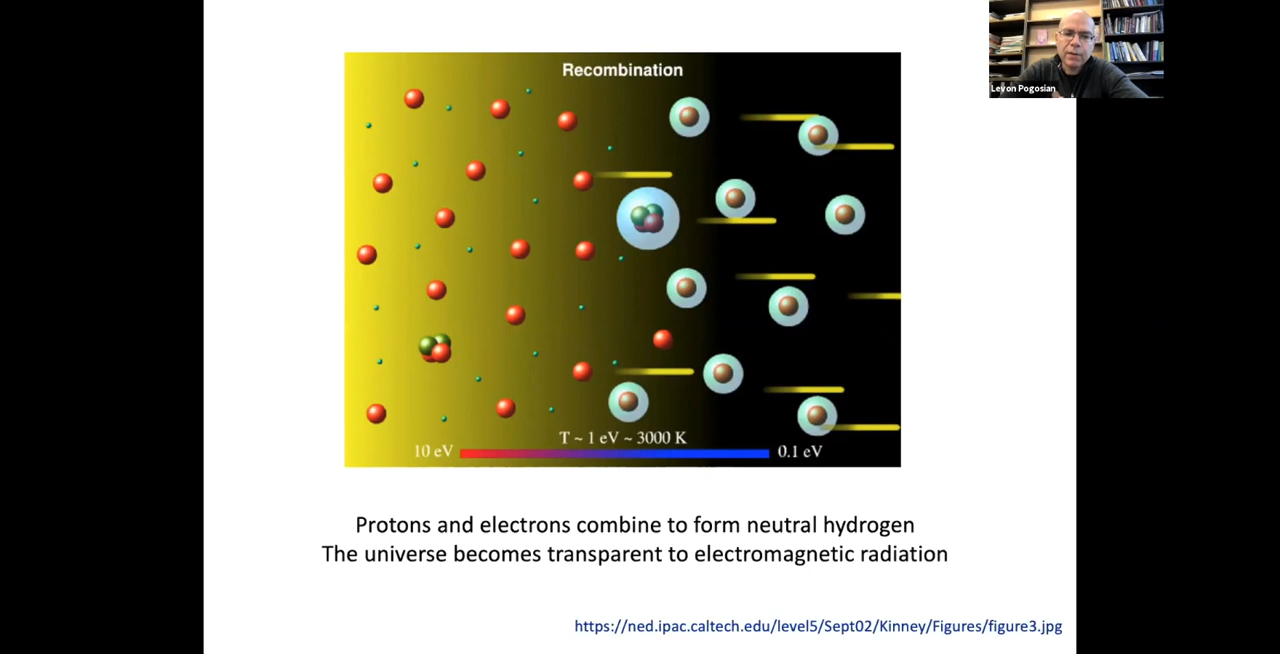 Levon Pogosian
Recombination
T ~ 1 eV ~ 3000 K
10 eV
0.1 eV
Protons and electrons combine to form neutral hydrogen
The universe becomes transparent to electromagnetic radiation
https://ned.ipac.caltech.edu/level5/Sept02/Kinney/Figures/figure3.jpg